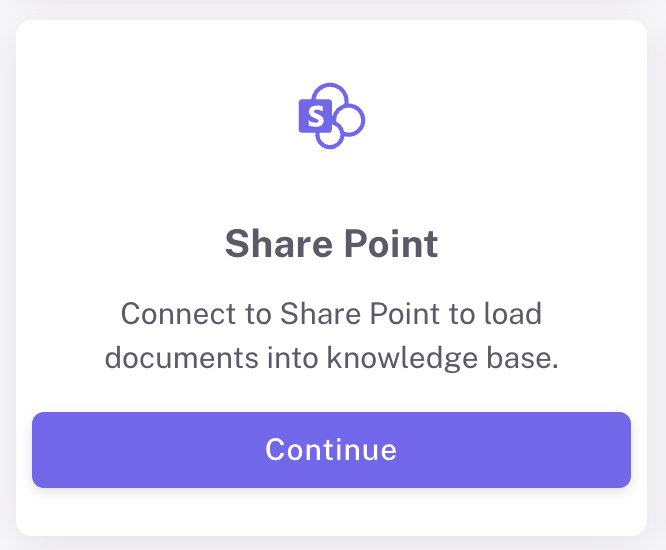 S
Share Point
Connect to Share Point to load
documents into knowledge base.
Continue